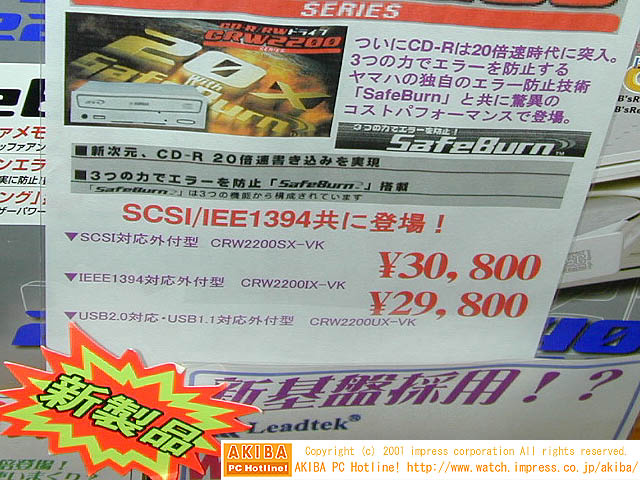 SERIES
CD-R/RWドライブ
CRW2200
SERIES
20X
with
SafeBurn
ついにCD-Rは20倍速時代に突入。
3つの力でエラーを防止する
ヤマハの独自のエラー防止技術
「SafeBurn」と共に驚異の
コストパフォーマンスで登場。
3つの力でエラーを防止!
SafeBurn
■新次元、CD-R 20倍速書き込みを実現
■3つの力でエラーを防止「SafeBurn」搭載
「SafeBurn」は3つの機能から構成されています
SCSI/IEE1394共に登場！
▼SCSI対応外付型 CRW2200SX-VK
¥30,800
▼IEEE1394対応外付型 CRW2200IX-VK
¥29,800
▼USB2.0対応・USB1.1対応外付型 CRW2200UX-VK
新製品
新基盤採用！？
Leadtek®
AKIBA
PC Hotline!
Copyright (c) 2001 impress corporation All rights reserved.
AKIBA PC Hotline! http://www.watch.impress.co.jp/akiba/